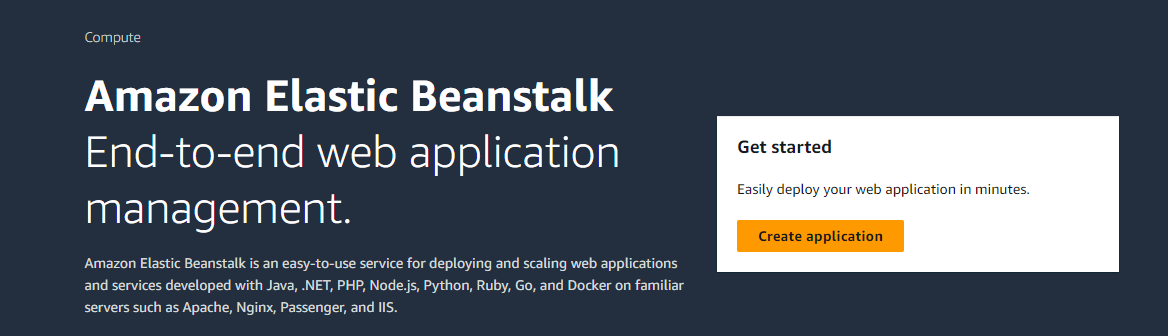 Compute
Amazon Elastic Beanstalk
End-to-end web application
management.
Amazon Elastic Beanstalk is an easy-to-use service for deploying and scaling web applications
and services developed with Java, .NET, PHP, Node.js, Python, Ruby, Go, and Docker on familiar
servers such as Apache, Nginx, Passenger, and IIS.
Get started
Easily deploy your web application in minutes.
Create application